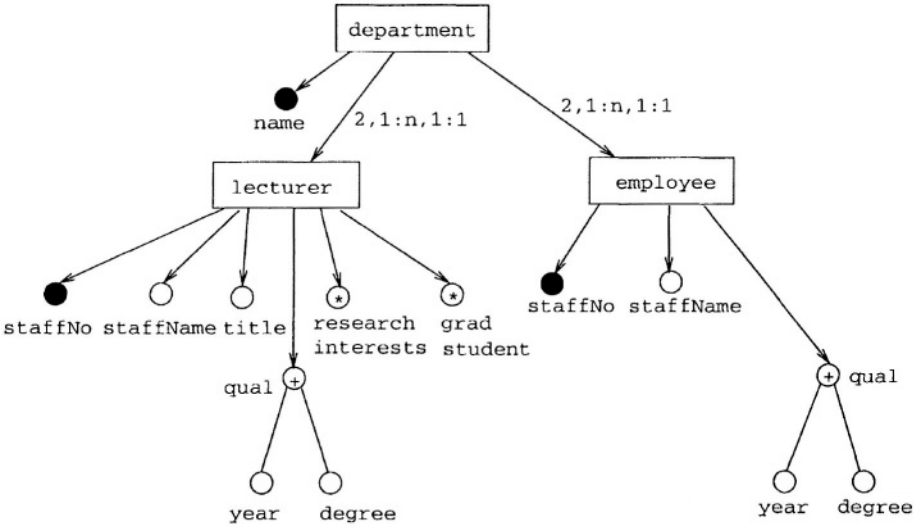 department
name
2,1:n,1:1
2,1:n,1:1
lecturer
employee
staffNo
staffName
title
*
research
interests
*
grad
student
staffNo
staffName
qual
+
+
qual
year
degree
year
degree